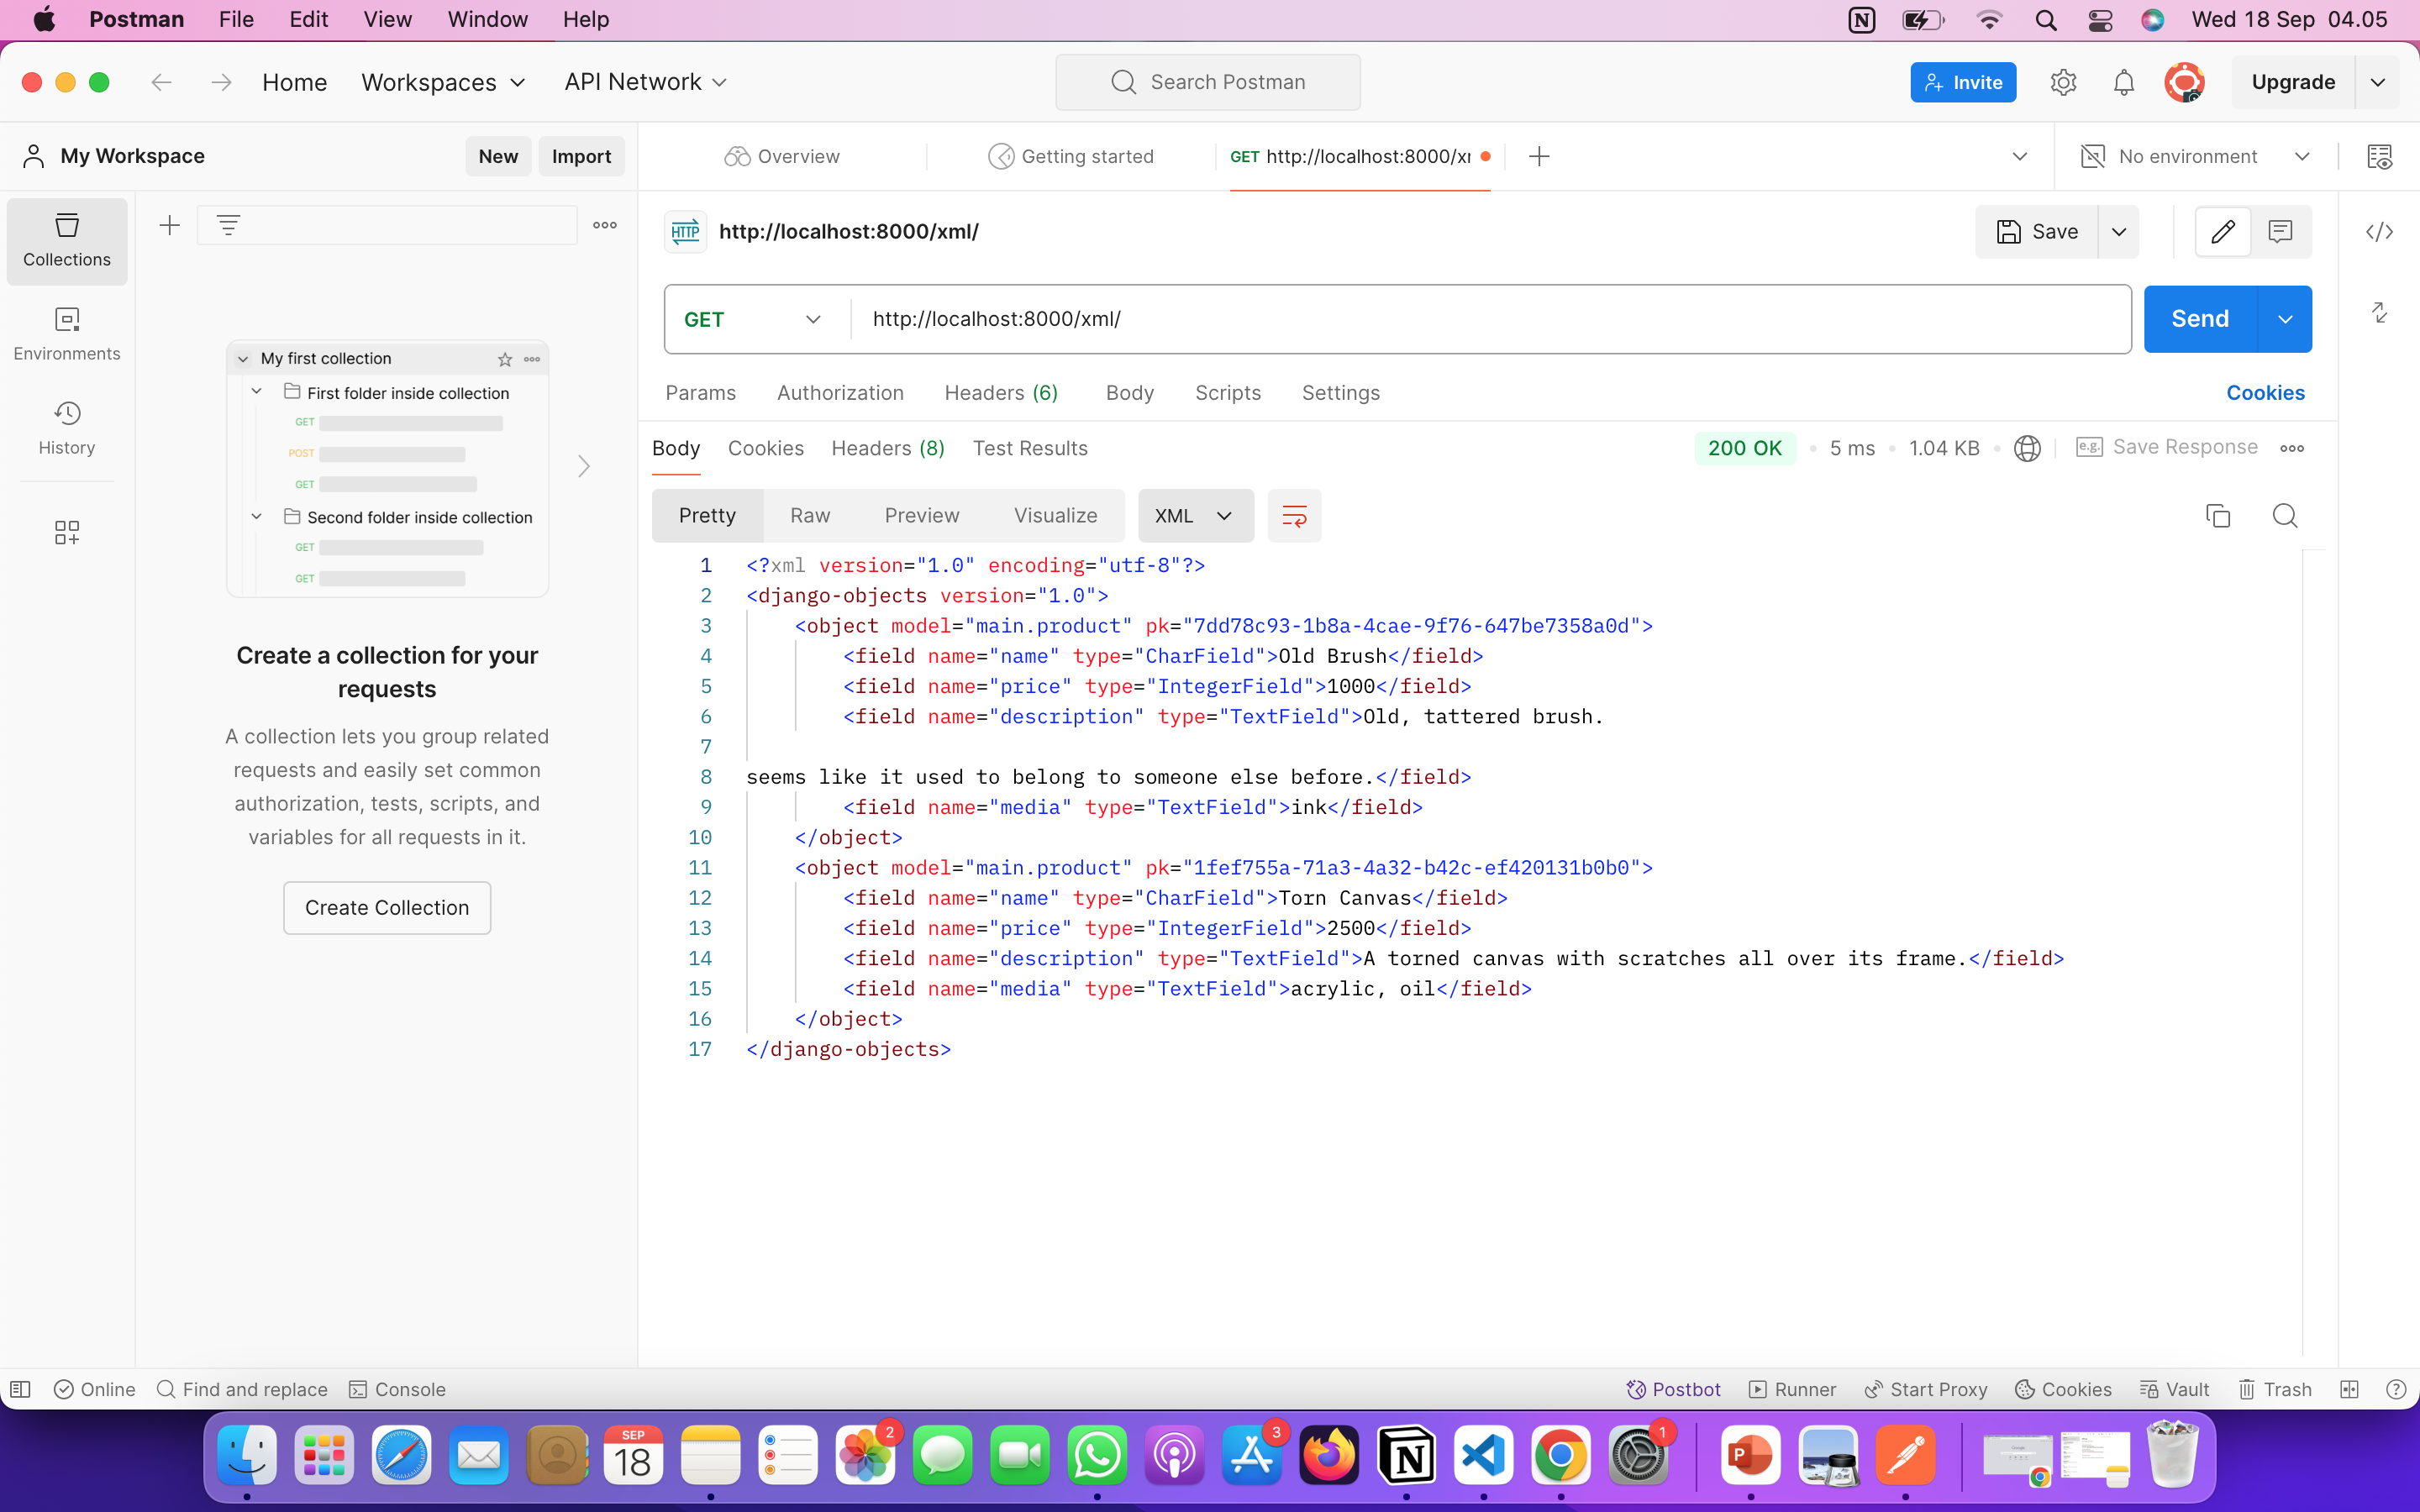 Postman File Edit View Window Help Wed 18 Sep 04.05
Home Workspaces API Network Search Postman Invite Upgrade
My Workspace New Import Overview Getting started GET http://localhost:8000/xr No environment
Collections
Environments
History
My first collection
First folder inside collection
GET
POST
GET
Second folder inside collection
GET
GET
Create a collection for your
requests
A collection lets you group related
requests and easily set common
authorization, tests, scripts, and
variables for all requests in it.
Create Collection
HTTP http://localhost:8000/xml/ Save
GET http://localhost:8000/xml/ Send
Params Authorization Headers (6) Body Scripts Settings Cookies
Body Cookies Headers (8) Test Results 200 OK 5 ms 1.04 KB e.g. Save Response
Pretty Raw Preview Visualize XML
1 <?xml version="1.0" encoding="utf-8"?>
2 <django-objects version="1.0">
3 <object model="main.product" pk="7dd78c93-1b8a-4cae-9f76-647be7358a0d">
4 <field name="name" type="CharField">Old Brush</field>
5 <field name="price" type="IntegerField">1000</field>
6 <field name="description" type="TextField">Old, tattered brush.
7
8 seems like it used to belong to someone else before.</field>
9 <field name="media" type="TextField">ink</field>
10 </object>
11 <object model="main.product" pk="1fef755a-71a3-4a32-b42c-ef420131b0b0">
12 <field name="name" type="CharField">Torn Canvas</field>
13 <field name="price" type="IntegerField">2500</field>
14 <field name="description" type="TextField">A torned canvas with scratches all over its frame.</field>
15 <field name="media" type="TextField">acrylic, oil</field>
16 </object>
17 </django-objects>
Online Find and replace Console Postbot Runner Start Proxy Cookies Vault Trash
SEP
18
2
3
1